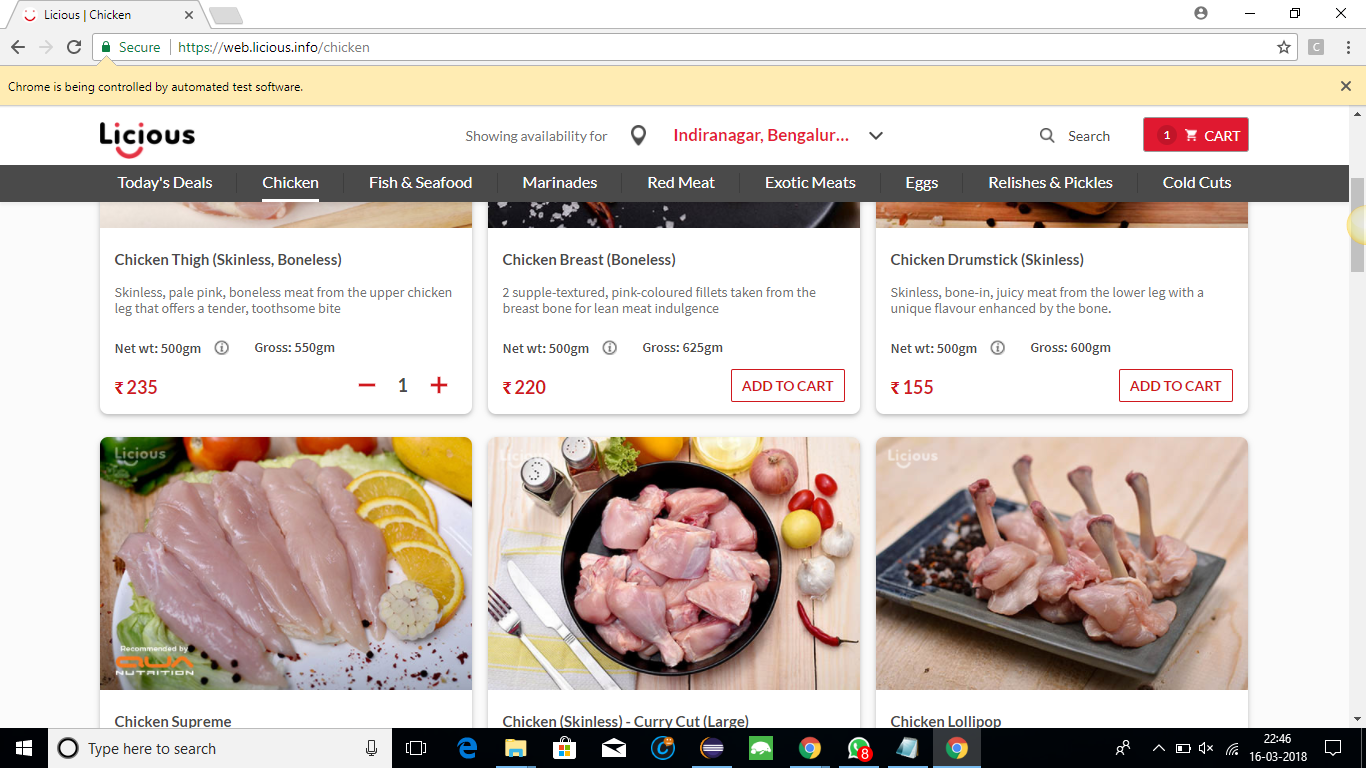 Licious | Chicken
Secure
https://web.licious.info/chicken
C
Chrome is being controlled by automated test software.
Licious
Showing availability for
Indiranagar, Bengalur...
Search
1 CART
Today's Deals
Chicken
Fish & Seafood
Marinades
Red Meat
Exotic Meats
Eggs
Relishes & Pickles
Cold Cuts
Chicken Thigh (Skinless, Boneless)
Skinless, pale pink, boneless meat from the upper chicken
leg that offers a tender, toothsome bite
Net wt: 500gm
Gross: 550gm
₹ 235
1
Chicken Breast (Boneless)
2 supple-textured, pink-coloured fillets taken from the
breast bone for lean meat indulgence
Net wt: 500gm
Gross: 625gm
₹ 220
ADD TO CART
Chicken Drumstick (Skinless)
Skinless, bone-in, juicy meat from the lower leg with a
unique flavour enhanced by the bone.
Net wt: 500gm
Gross: 600gm
₹ 155
ADD TO CART
Licious
Recommended by
QUA
NUTRITION
Chicken Supreme
Licious
Chicken (Skinless) - Curry Cut (Large)
Licious
Chicken Lollipop
Type here to search
8
22:46
16-03-2018